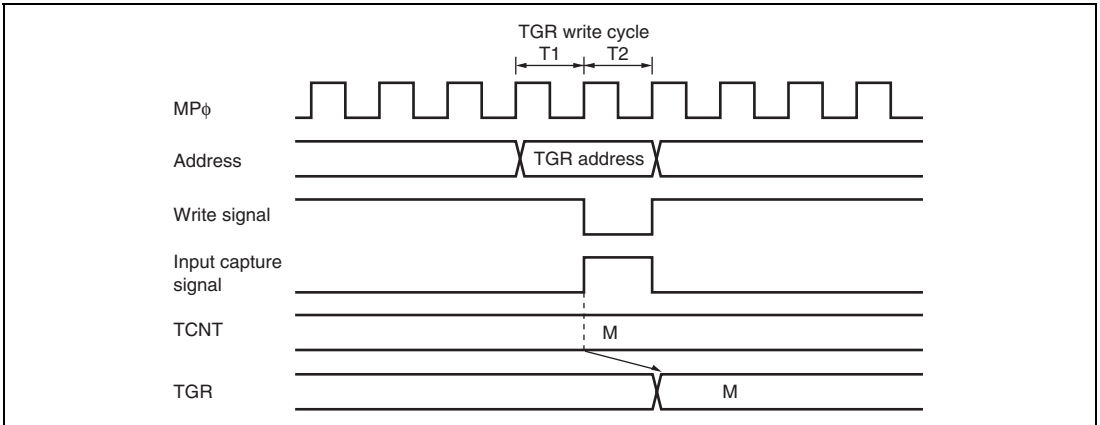 TGR write cycle
T1 T2
MPϕ
Address TGR address
Write signal
Input capture
signal
TCNT M
TGR M